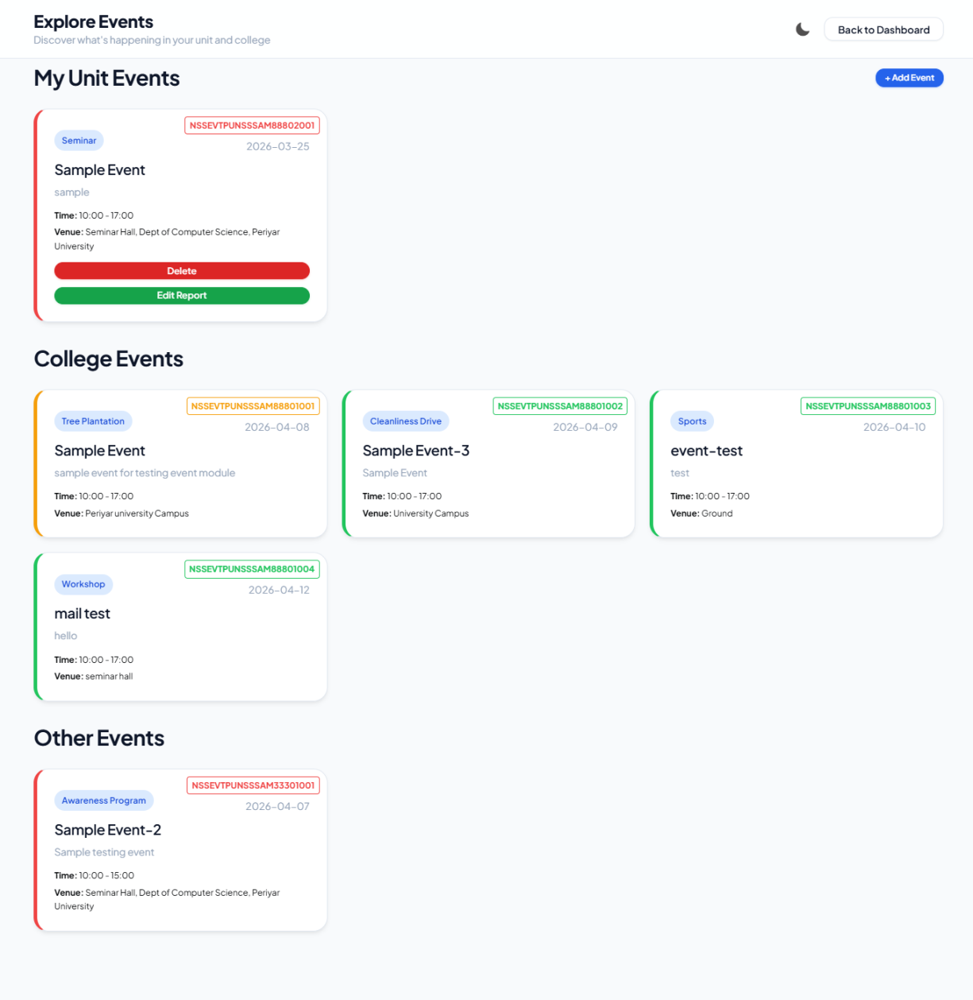 Explore Events
Discover what's happening in your unit and college
Back to Dashboard
My Unit Events
+ Add Event
NSSEVTPUNSSSAM88802001
Seminar
2026-03-25
Sample Event
sample
Time: 10:00 - 17:00
Venue: Seminar Hall, Dept of Computer Science, Periyar
University
Delete
Edit Report
College Events
NSSEVTPUNSSSAM88801001
Tree Plantation
2026-04-08
Sample Event
sample event for testing event module
Time: 10:00 - 17:00
Venue: Periyar university Campus
NSSEVTPUNSSSAM88801002
Cleanliness Drive
2026-04-09
Sample Event-3
Sample Event
Time: 10:00 - 17:00
Venue: University Campus
NSSEVTPUNSSSAM88801003
Sports
2026-04-10
event-test
test
Time: 10:00 - 17:00
Venue: Ground
NSSEVTPUNSSSAM88801004
Workshop
2026-04-12
mail test
hello
Time: 10:00 - 17:00
Venue: seminar hall
Other Events
NSSEVTPUNSSSAM33301001
Awareness Program
2026-04-07
Sample Event-2
Sample testing event
Time: 10:00 - 15:00
Venue: Seminar Hall, Dept of Computer Science, Periyar
University